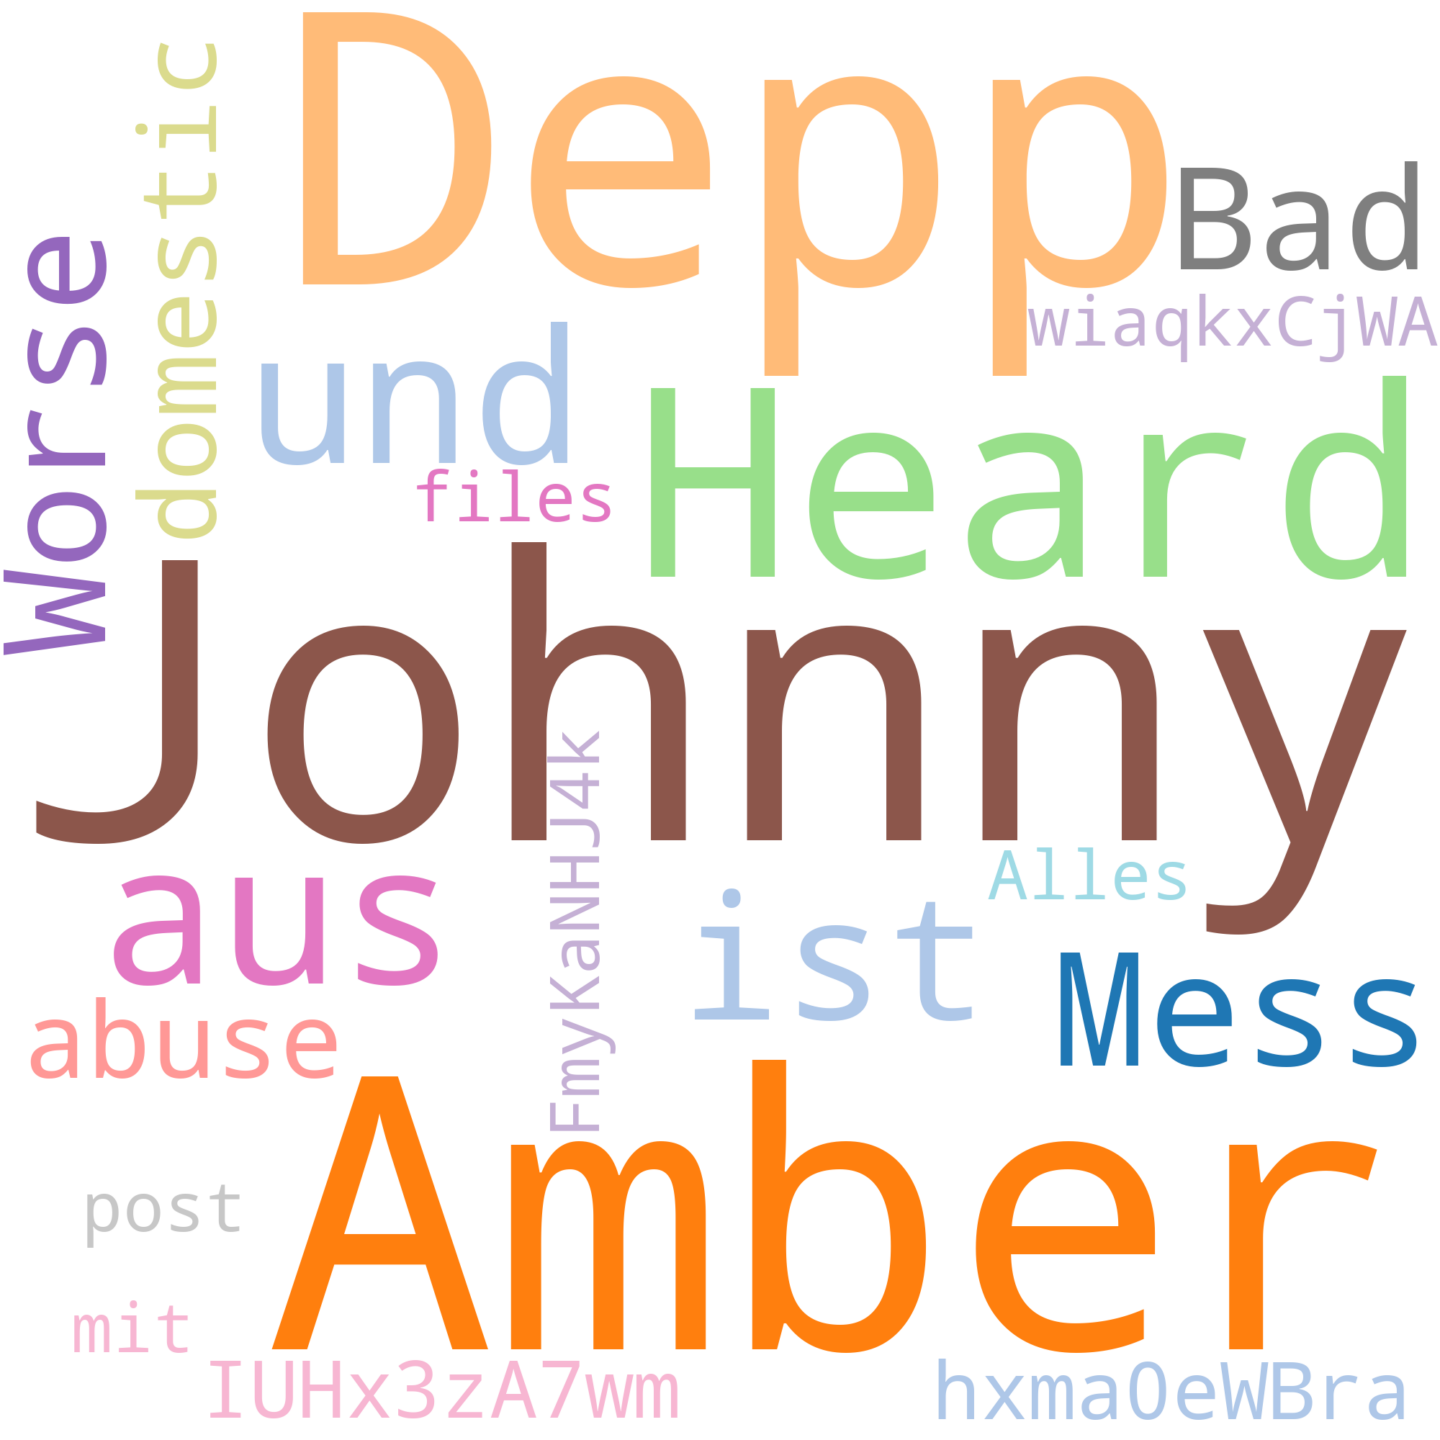 Depp
domestic
Bad
Worse
wiaqkxCjWA
und
Heard
files
Johnny
FmyKaNHJ4k
aus
Alles
ist
Mess
abuse
Amber
post
mit
IUHx3zA7wm
hxma0eWBra